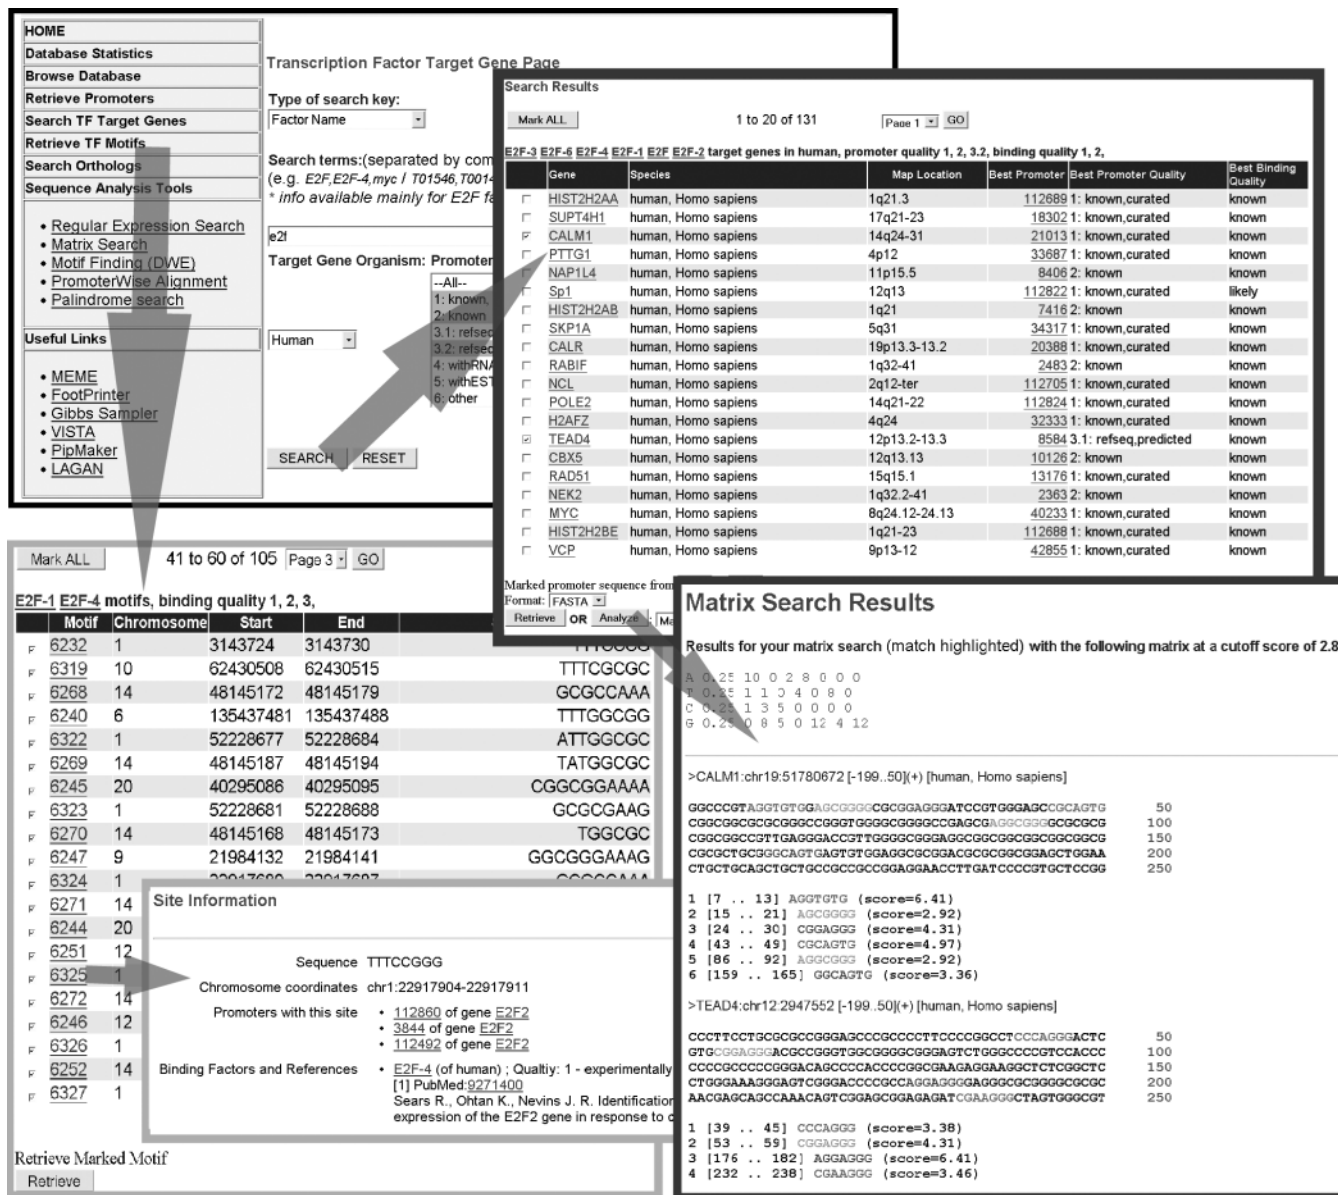 HOME
Database Statistics
Browse Database
Retrieve Promoters
Search TF Target Genes
Retrieve TF Motifs
Search Orthologs
Sequence Analysis Tools
• Regular Expression Search
• Matrix Search
• Motif Finding (DWE)
• PromoterWise Alignment
• Palindrome search
Useful Links
• MEME
• FootPrinter
• Gibbs Sampler
• VISTA
• PipMaker
• LAGAN
Transcription Factor Target Gene Page
Type of search key:
Factor Name
Search terms:(separated by com
(e.g. E2F,E2F-4,myc / T01546,T0014
* info available mainly for E2F fa
e2f
Target Gene Organism: Promoter
--All--
1: known,
2: known
3.1: refseq
3.2: refseq
4: withRNA
5: withEST
6: other
Human
SEARCH RESET
Search Results
Mark ALL 1 to 20 of 131 Page 1 GO
E2F-3 E2F-6 E2F-4 E2F-1 E2F E2F-2 target genes in human, promoter quality 1, 2, 3.2, binding quality 1, 2,
Gene Species Map Location Best Promoter Best Promoter Quality Best Binding Quality
HIST2H2AA human, Homo sapiens 1q21.3 112689 1: known,curated known
SUPT4H1 human, Homo sapiens 17q21-23 18302 1: known,curated known
CALM1 human, Homo sapiens 14q24-31 21013 1: known,curated known
PTTG1 human, Homo sapiens 4p12 33687 1: known,curated known
NAP1L4 human, Homo sapiens 11p15.5 8406 2: known known
Sp1 human, Homo sapiens 12q13 112822 1: known,curated likely
HIST2H2AB human, Homo sapiens 1q21 7416 2: known known
SKP1A human, Homo sapiens 5q31 34317 1: known,curated known
CALR human, Homo sapiens 19p13.3-13.2 20388 1: known,curated known
RABIF human, Homo sapiens 1q32-41 2483 2: known known
NCL human, Homo sapiens 2q12-ter 112705 1: known,curated known
POLE2 human, Homo sapiens 14q21-22 112824 1: known,curated known
H2AFZ human, Homo sapiens 4q24 32333 1: known,curated known
TEAD4 human, Homo sapiens 12p13.2-13.3 8584 3.1: refseq,predicted known
CBX5 human, Homo sapiens 12q13.13 10126 2: known known
RAD51 human, Homo sapiens 15q15.1 13176 1: known,curated known
NEK2 human, Homo sapiens 1q32.2-41 2363 2: known known
MYC human, Homo sapiens 8q24.12-24.13 40233 1: known,curated known
HIST2H2BE human, Homo sapiens 1q21-23 112688 1: known,curated known
VCP human, Homo sapiens 9p13-12 42855 1: known,curated known
Marked promoter sequence from
Format: FASTA
Retrieve OR Analyze : Ma
Mark ALL 41 to 60 of 105 Page 3 GO
E2F-1 E2F-4 motifs, binding quality 1, 2, 3,
Motif Chromosome Start End
6232 1 3143724 3143730
6319 10 62430508 62430515 TTTCGCGC
6268 14 48145172 48145179 GCGCCAAA
6240 6 135437481 135437488 TTTGGCGG
6322 1 52228677 52228684 ATTGGCGC
6269 14 48145187 48145194 TATGGCGC
6245 20 40295086 40295095 CGGCGGAAAA
6323 1 52228681 52228688 GCGCGAAG
6270 14 48145168 48145173 TGGCGC
6247 9 21984132 21984141 GGCGGGAAAG
6324 1
6271 14
6244 20
6251 12
6325 1
6272 14
6246 12
6326 1
6252 14
6327 1
Retrieve Marked Motif
Retrieve
Site Information
Sequence TTTCCGGG
Chromosome coordinates chr1:22917904-22917911
Promoters with this site • 112860 of gene E2F2
• 3844 of gene E2F2
• 112492 of gene E2F2
Binding Factors and References • E2F-4 (of human) ; Qualtiy: 1 - experimentally
[1] PubMed:9271400
Sears R., Ohtan K., Nevins J. R. Identification
expression of the E2F2 gene in response to c
Matrix Search Results
Results for your matrix search (match highlighted) with the following matrix at a cutoff score of 2.8
A 0.25 10 0 2 8 0 0 0
T 0.25 1 1 0 4 0 8 0
C 0.25 1 3 5 0 0 0 0
G 0.25 0 8 5 0 12 4 12
>CALM1:chr19:51780672 [-199..50](+) [human, Homo sapiens]
GGCCCGTAGGTGTGGAGCGGGGCGCGGAGGGATCCGTGGGAGCCGCAGTG 50
CGGCGGCGCGCGGGCCGGGTGGGGCGGGGCCGAGCGAGGCGGGGCGCGCG 100
CGGCGGCCGTTGAGGGACCGTTGGGGCGGGAGGCGGCGGCGGCGGCGGCG 150
CGCGCTGCGGGCAGTGAGTGTGGAGGCGCGGACGCGCGGCGGAGCTGGAA 200
CTGCTGCAGCTGCTGCCGCCGCCGGAGGAACCTTGATCCCCGTGCTCCGG 250
1 [7 .. 13] AGGTGTG (score=6.41)
2 [15 .. 21] AGCGGGG (score=2.92)
3 [24 .. 30] CGGAGGG (score=4.31)
4 [43 .. 49] CGCAGTG (score=4.97)
5 [86 .. 92] AGGCGGG (score=2.92)
6 [159 .. 165] GGCAGTG (score=3.36)
>TEAD4:chr12:2947552 [-199..50](+) [human, Homo sapiens]
CCCTTCCTGCGCGCCGGGAGCCCGCCCCTTCCCCGGCCTCCCAGGGACTC 50
GTGCGGAGGGACGCCGGGTGGCGGGGCGGGAGTCTGGGCCCCGTCCACCC 100
CCCCGCCCCCGGGACAGCCCCACCCCGGCGAAGAGGAAGGCTCTCGGCTC 150
CTGGGAAAGGGAGTCGGGACCCCGCCAGGAGGGGAGGGCGCGGGGCGCGC 200
AACGAGCAGCCAAACAGTCGGAGCGGAGAGATCGAAGGGCTAGTGGGCGT 250
1 [39 .. 45] CCCAGGG (score=3.38)
2 [53 .. 59] CGGAGGG (score=4.31)
3 [176 .. 182] AGGAGGG (score=6.41)
4 [232 .. 238] CGAAGGG (score=3.46)